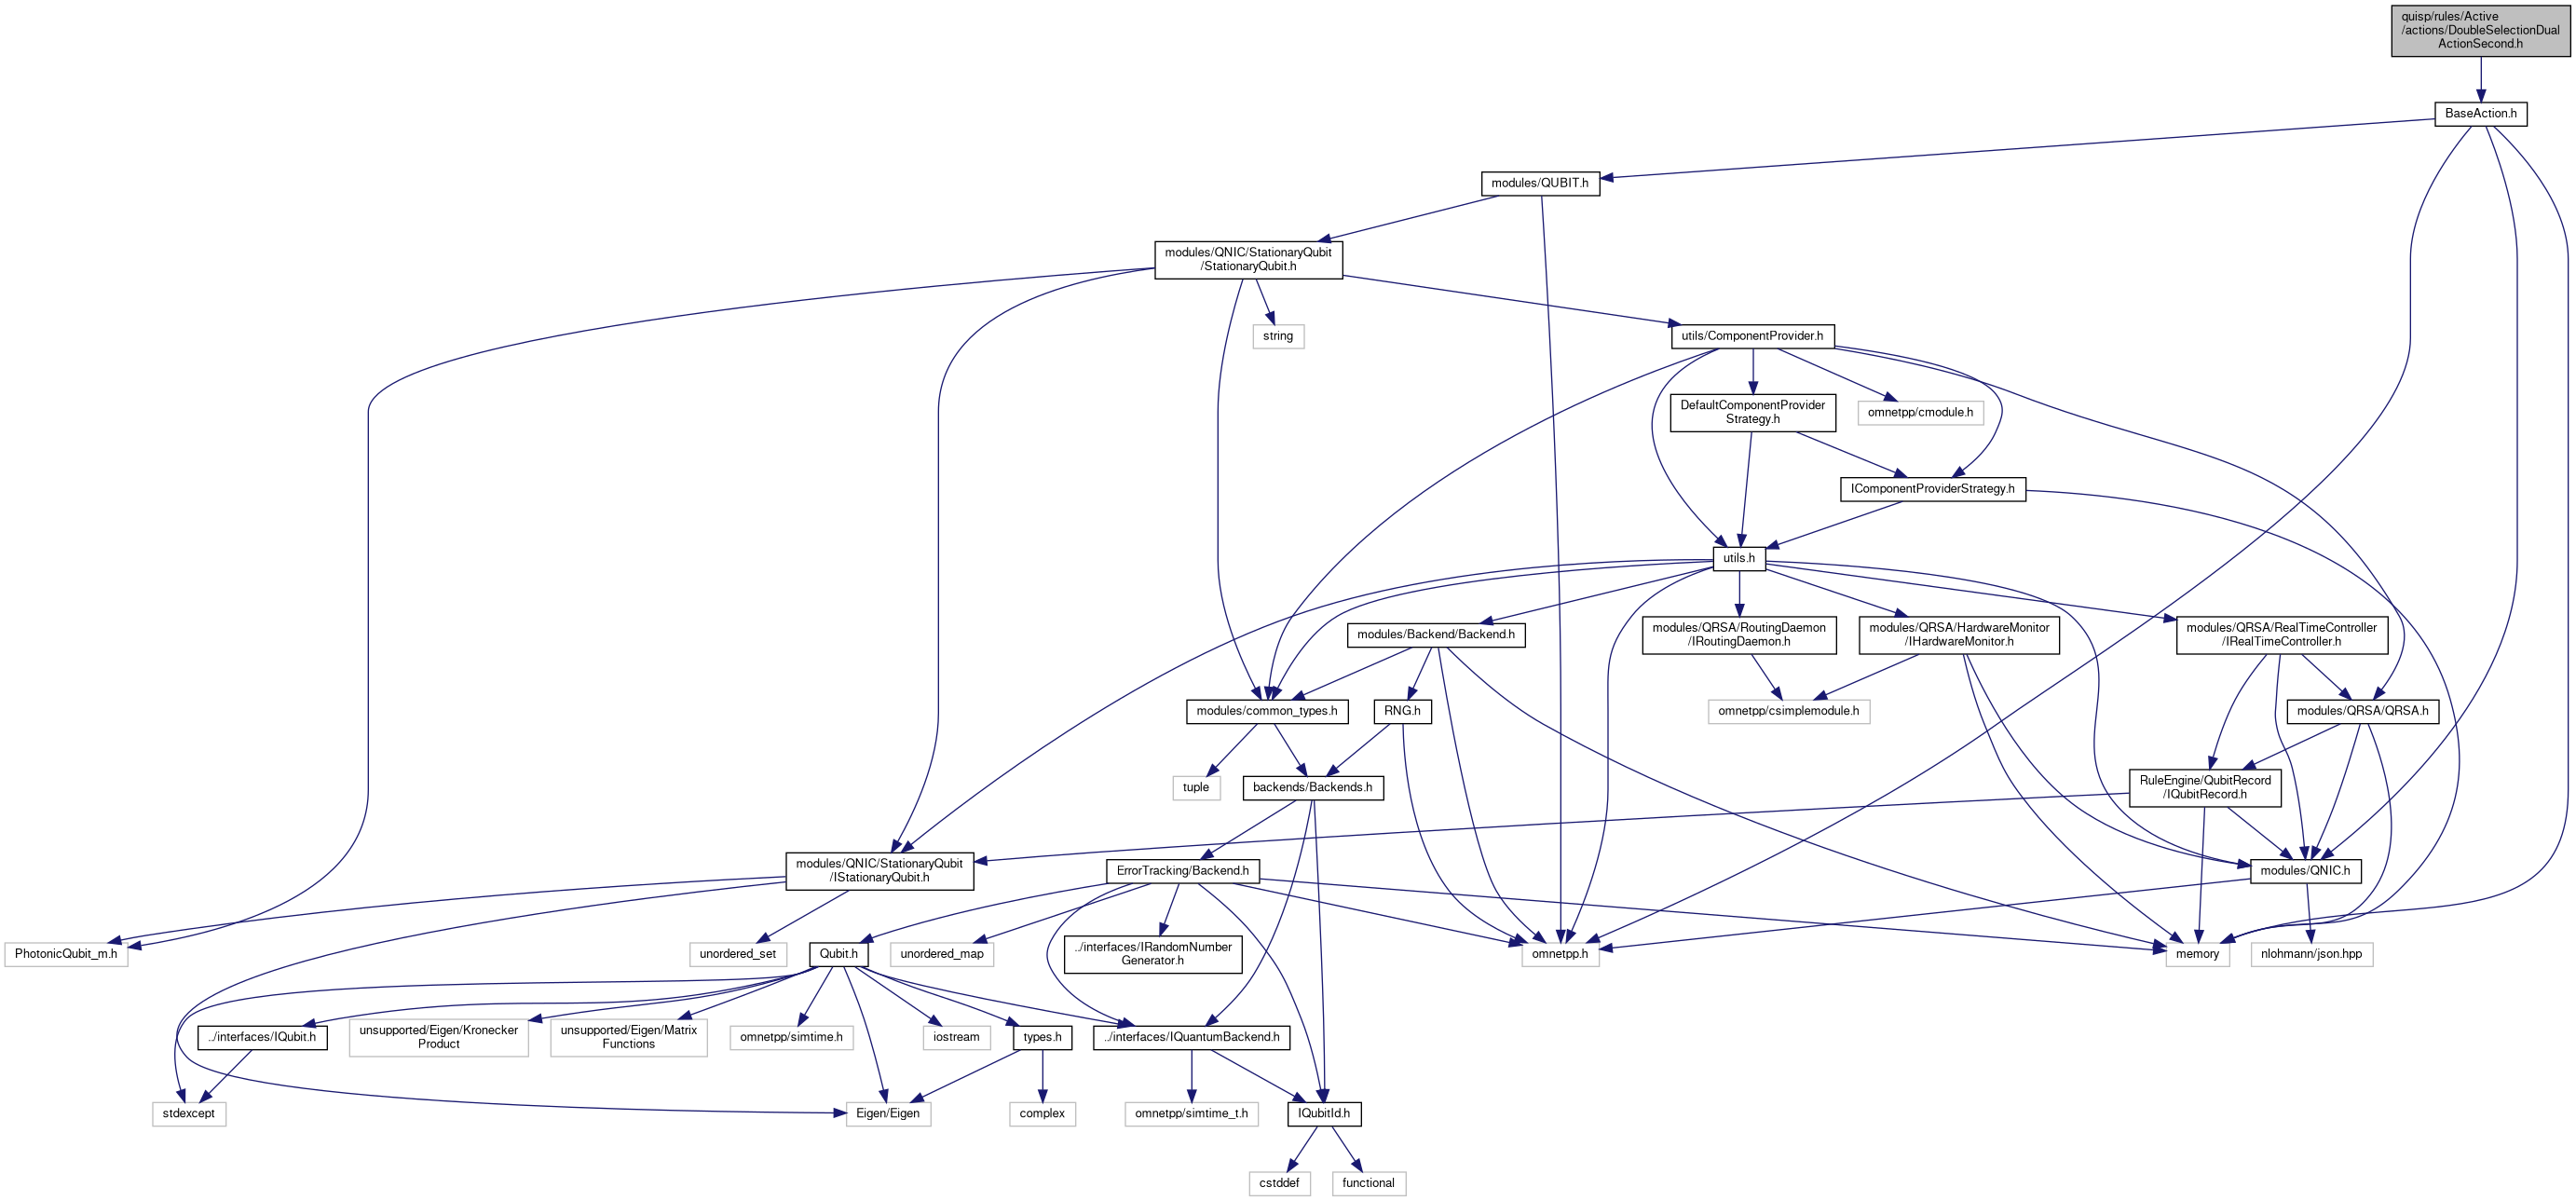 quisp/rules/Active
/actions/DoubleSelectionDual
ActionSecond.h
BaseAction.h
modules/QUBIT.h
modules/QNIC/StationaryQubit
/StationaryQubit.h
string
utils/ComponentProvider.h
DefaultComponentProvider
Strategy.h
omnetpp/cmodule.h
IComponentProviderStrategy.h
utils.h
modules/Backend/Backend.h
modules/QRSA/RoutingDaemon
/IRoutingDaemon.h
modules/QRSA/HardwareMonitor
/IHardwareMonitor.h
modules/QRSA/RealTimeController
/IRealTimeController.h
modules/common_types.h
RNG.h
omnetpp/csimplemodule.h
modules/QRSA/QRSA.h
tuple
backends/Backends.h
RuleEngine/QubitRecord
/IQubitRecord.h
modules/QNIC/StationaryQubit
/IStationaryQubit.h
ErrorTracking/Backend.h
modules/QNIC.h
PhotonicQubit_m.h
unordered_set
Qubit.h
unordered_map
../interfaces/IRandomNumber
Generator.h
omnetpp.h
memory
nlohmann/json.hpp
../interfaces/IQubit.h
unsupported/Eigen/Kronecker
Product
unsupported/Eigen/Matrix
Functions
omnetpp/simtime.h
iostream
types.h
../interfaces/IQuantumBackend.h
stdexcept
Eigen/Eigen
complex
omnetpp/simtime_t.h
IQubitId.h
cstddef
functional